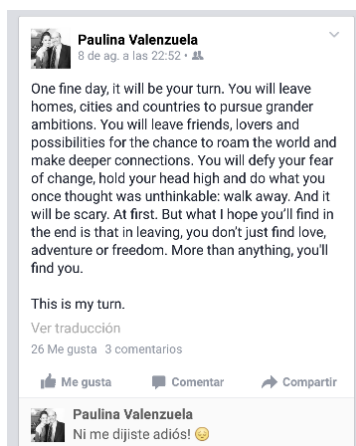 Paulina Valenzuela
8 de ag. a las 22:52 ·
One fine day, it will be your turn. You will leave
homes, cities and countries to pursue grander
ambitions. You will leave friends, lovers and
possibilities for the chance to roam the world and
make deeper connections. You will defy your fear
of change, hold your head high and do what you
once thought was unthinkable: walk away. And it
will be scary. At first. But what I hope you'll find in
the end is that in leaving, you don't just find love,
adventure or freedom. More than anything, you'll
find you.
This is my turn.
Ver traducción
26 Me gusta 3 comentarios
Me gusta Comentar Compartir
Paulina Valenzuela
Ni me dijiste adiós! 😔